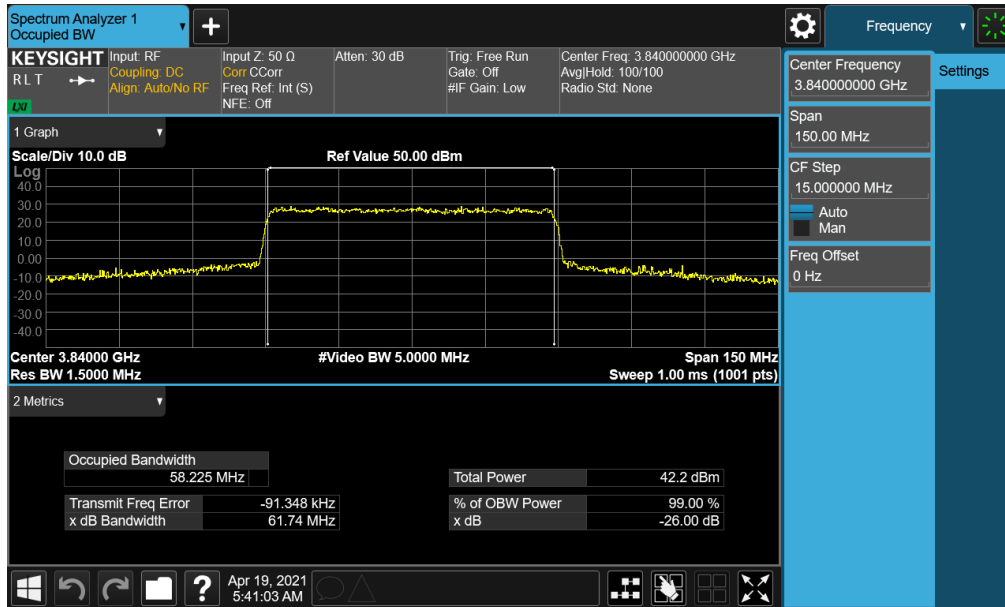 Spectrum Analyzer 1
Occupied BW
+
Frequency
KEYSIGHT
R L T
LXI
Input: RF
Coupling: DC
Align: Auto/No RF
Input Z: 50 Ω
Corr CCorr
Freq Ref: Int (S)
NFE: Off
Atten: 30 dB
Trig: Free Run
Gate: Off
#IF Gain: Low
Center Freq: 3.840000000 GHz
Avg|Hold: 100/100
Radio Std: None
Center Frequency
3.840000000 GHz
Settings
Span
150.00 MHz
CF Step
15.000000 MHz
Auto
Man
Freq Offset
0 Hz
1 Graph
Scale/Div 10.0 dB
Ref Value 50.00 dBm
Log
40.0
30.0
20.0
10.0
0.00
-10.0
-20.0
-30.0
-40.0
Center 3.84000 GHz
#Video BW 5.0000 MHz
Span 150 MHz
Res BW 1.5000 MHz
Sweep 1.00 ms (1001 pts)
2 Metrics
Occupied Bandwidth
58.225 MHz
Total Power 42.2 dBm
Transmit Freq Error -91.348 kHz
% of OBW Power 99.00 %
x dB Bandwidth 61.74 MHz
x dB -26.00 dB
?
Apr 19, 2021
5:41:03 AM